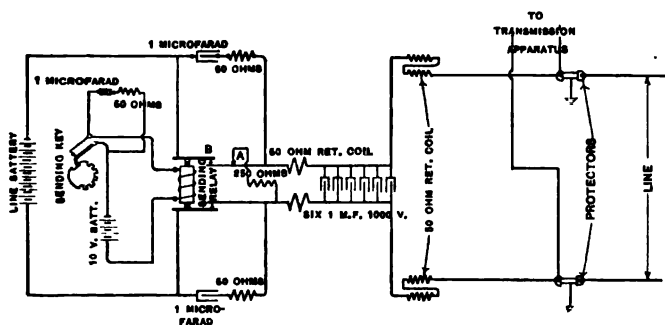 TO
TRANSMISSION
APPARATUS
1 MICROFARAD
50 OHMS
1 MICROFARAD
50 OHMS
SENDING KEY
LINE BATTERY
10 V. BATT.
B
SENDING
RELAY
A
50 OHM RET. COIL
250 OHMS
SIX 1 M.F. 1000 V.
50 OHM RET. COIL
PROTECTORS
LINE
50 OHMS
1 MICRO-
FARAD